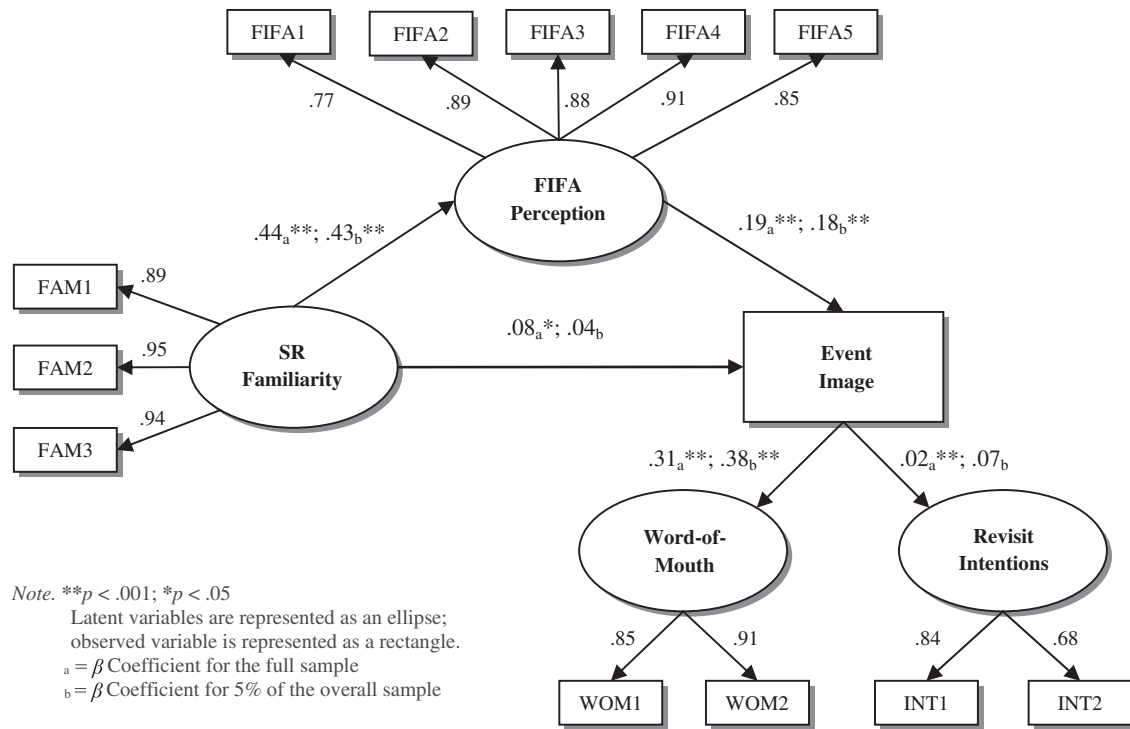 FIFA1
FIFA2
FIFA3
FIFA4
FIFA5
.77
.89
.88
.91
.85
FIFA
Perception
.44a**; .43b**
.19a**; .18b**
FAM1
.89
FAM2
.95
FAM3
.94
SR
Familiarity
.08a*; .04b
Event
Image
.31a**; .38b**
.02a**; .07b
Word-of-
Mouth
Revisit
Intentions
.85
.91
.84
.68
WOM1
WOM2
INT1
INT2
Note. **p < .001; *p < .05
Latent variables are represented as an ellipse;
observed variable is represented as a rectangle.
a = β Coefficient for the full sample
b = β Coefficient for 5% of the overall sample